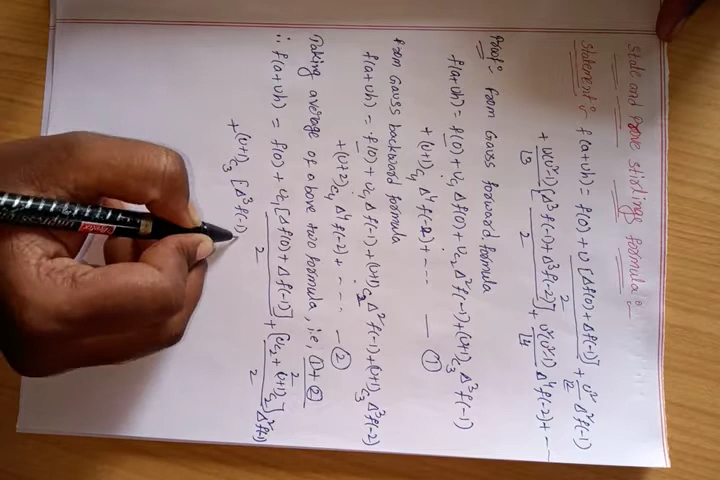 State and Prove stirlings formula :-
Statement :- f(a+uh) = f(0) + u [Δf(0) + Δf(-1)]/2 + u²/2 Δ²f(-1)
+ u(u²-1)/⌊3 [Δ³f(-1) + Δ³f(-2)]/2 + u²(u²-1)/⌊4 Δ⁴f(-2) + ---
Proof :- From Gauss forward formula
f(a+uh) = f(0) + uc₁ Δf(0) + uc₂ Δ²f(-1) + (u+1)c₃ Δ³f(-1)
+ (u+1)c₄ Δ⁴f(-2) + --- — ①
From Gauss backward formula
f(a+uh) = f(0) + uc₁ Δf(-1) + (u+1)c₂ Δ²f(-1) + (u+1)c₃ Δ³f(-2)
+ (u+2)c₄ Δ⁴f(-2) + ---- — ②
Taking average of above two formula, i.e, ①+②/2
∴ f(a+uh) = f(0) + uc₁ [Δf(0) + Δf(-1)]/2 + [uc₂ + (u+1)c₂]/2 Δ²f(-1)
+ (u+1)c₃ [Δ³f(-1)